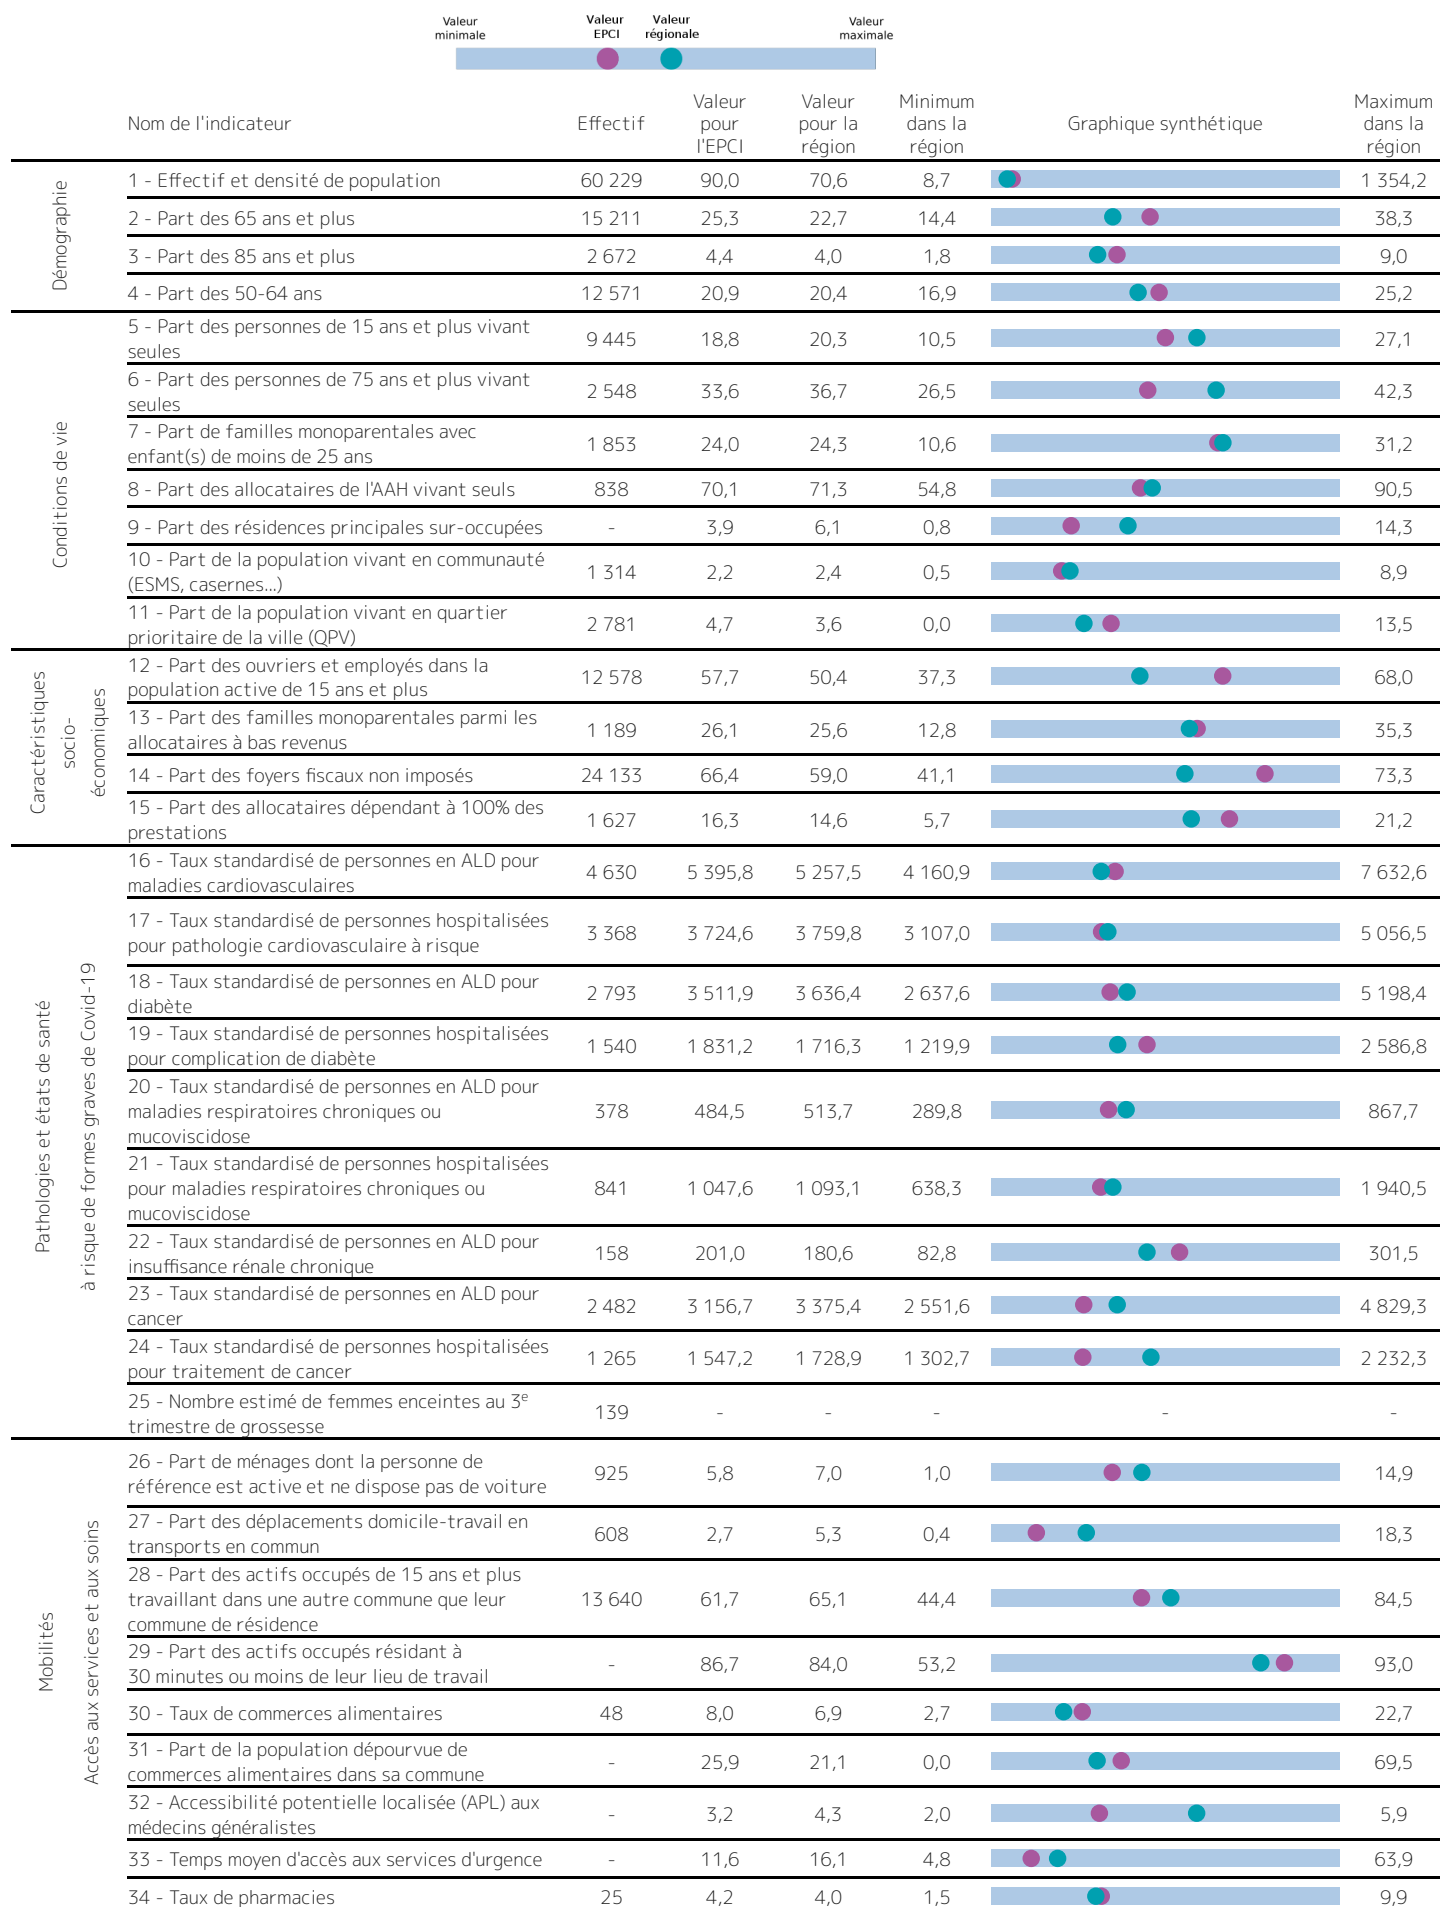 Valeur minimale
Valeur EPCI
Valeur régionale
Valeur maximale
Nom de l'indicateur
Effectif
Valeur pour l'EPCI
Valeur pour la région
Minimum dans la région
Graphique synthétique
Maximum dans la région
Démographie
1 - Effectif et densité de population 60 229 90,0 70,6 8,7 1 354,2
2 - Part des 65 ans et plus 15 211 25,3 22,7 14,4 38,3
3 - Part des 85 ans et plus 2 672 4,4 4,0 1,8 9,0
4 - Part des 50-64 ans 12 571 20,9 20,4 16,9 25,2
Conditions de vie
5 - Part des personnes de 15 ans et plus vivant
seules 9 445 18,8 20,3 10,5 27,1
6 - Part des personnes de 75 ans et plus vivant
seules 2 548 33,6 36,7 26,5 42,3
7 - Part de familles monoparentales avec
enfant(s) de moins de 25 ans 1 853 24,0 24,3 10,6 31,2
8 - Part des allocataires de l'AAH vivant seuls 838 70,1 71,3 54,8 90,5
9 - Part des résidences principales sur-occupées - 3,9 6,1 0,8 14,3
10 - Part de la population vivant en communauté
(ESMS, casernes...) 1 314 2,2 2,4 0,5 8,9
11 - Part de la population vivant en quartier
prioritaire de la ville (QPV) 2 781 4,7 3,6 0,0 13,5
Caractéristiques
socio-
économiques
12 - Part des ouvriers et employés dans la
population active de 15 ans et plus 12 578 57,7 50,4 37,3 68,0
13 - Part des familles monoparentales parmi les
allocataires à bas revenus 1 189 26,1 25,6 12,8 35,3
14 - Part des foyers fiscaux non imposés 24 133 66,4 59,0 41,1 73,3
15 - Part des allocataires dépendant à 100% des
prestations 1 627 16,3 14,6 5,7 21,2
Pathologies et états de santé
à risque de formes graves de Covid-19
16 - Taux standardisé de personnes en ALD pour
maladies cardiovasculaires 4 630 5 395,8 5 257,5 4 160,9 7 632,6
17 - Taux standardisé de personnes hospitalisées
pour pathologie cardiovasculaire à risque 3 368 3 724,6 3 759,8 3 107,0 5 056,5
18 - Taux standardisé de personnes en ALD pour
diabète 2 793 3 511,9 3 636,4 2 637,6 5 198,4
19 - Taux standardisé de personnes hospitalisées
pour complication de diabète 1 540 1 831,2 1 716,3 1 219,9 2 586,8
20 - Taux standardisé de personnes en ALD pour
maladies respiratoires chroniques ou
mucoviscidose 378 484,5 513,7 289,8 867,7
21 - Taux standardisé de personnes hospitalisées
pour maladies respiratoires chroniques ou
mucoviscidose 841 1 047,6 1 093,1 638,3 1 940,5
22 - Taux standardisé de personnes en ALD pour
insuffisance rénale chronique 158 201,0 180,6 82,8 301,5
23 - Taux standardisé de personnes en ALD pour
cancer 2 482 3 156,7 3 375,4 2 551,6 4 829,3
24 - Taux standardisé de personnes hospitalisées
pour traitement de cancer 1 265 1 547,2 1 728,9 1 302,7 2 232,3
25 - Nombre estimé de femmes enceintes au 3e
trimestre de grossesse 139 - - - - -
Mobilités
Accès aux services et aux soins
26 - Part de ménages dont la personne de
référence est active et ne dispose pas de voiture 925 5,8 7,0 1,0 14,9
27 - Part des déplacements domicile-travail en
transports en commun 608 2,7 5,3 0,4 18,3
28 - Part des actifs occupés de 15 ans et plus
travaillant dans une autre commune que leur
commune de résidence 13 640 61,7 65,1 44,4 84,5
29 - Part des actifs occupés résidant à
30 minutes ou moins de leur lieu de travail - 86,7 84,0 53,2 93,0
30 - Taux de commerces alimentaires 48 8,0 6,9 2,7 22,7
31 - Part de la population dépourvue de
commerces alimentaires dans sa commune - 25,9 21,1 0,0 69,5
32 - Accessibilité potentielle localisée (APL) aux
médecins généralistes - 3,2 4,3 2,0 5,9
33 - Temps moyen d'accès aux services d'urgence - 11,6 16,1 4,8 63,9
34 - Taux de pharmacies 25 4,2 4,0 1,5 9,9